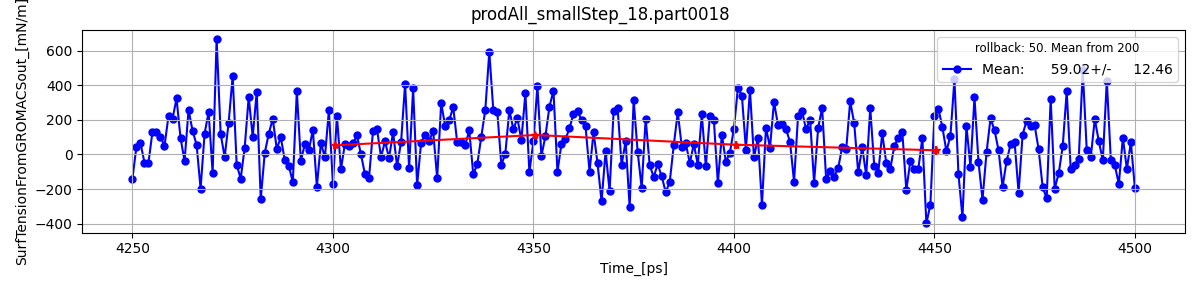 prodAll_smallStep_18.part0018
SurfTensionFromGROMACSout_[mN/m]
600
400
200
0
−200
−400
rollback: 50. Mean from 200
Mean: 59.02+/- 12.46
4250
4300
4350
4400
4450
4500
Time_[ps]